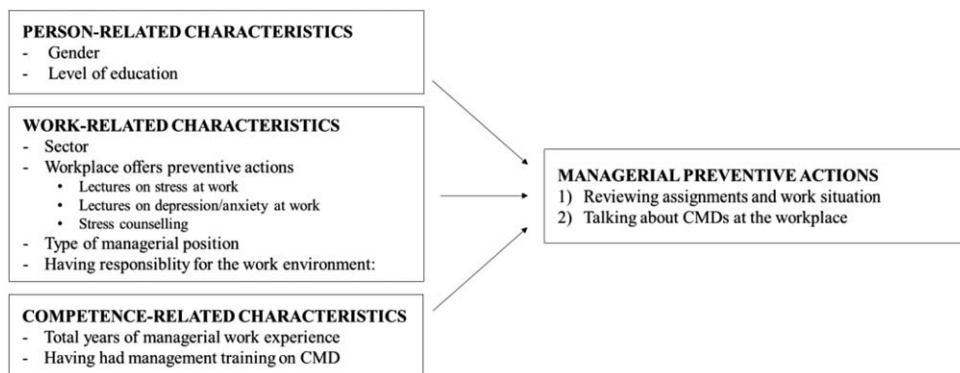 PERSON-RELATED CHARACTERISTICS
- Gender
- Level of education
WORK-RELATED CHARACTERISTICS
- Sector
- Workplace offers preventive actions
• Lectures on stress at work
• Lectures on depression/anxiety at work
• Stress counselling
- Type of managerial position
- Having responsiblity for the work environment:
COMPETENCE-RELATED CHARACTERISTICS
- Total years of managerial work experience
- Having had management training on CMD
MANAGERIAL PREVENTIVE ACTIONS
1) Reviewing assignments and work situation
2) Talking about CMDs at the workplace